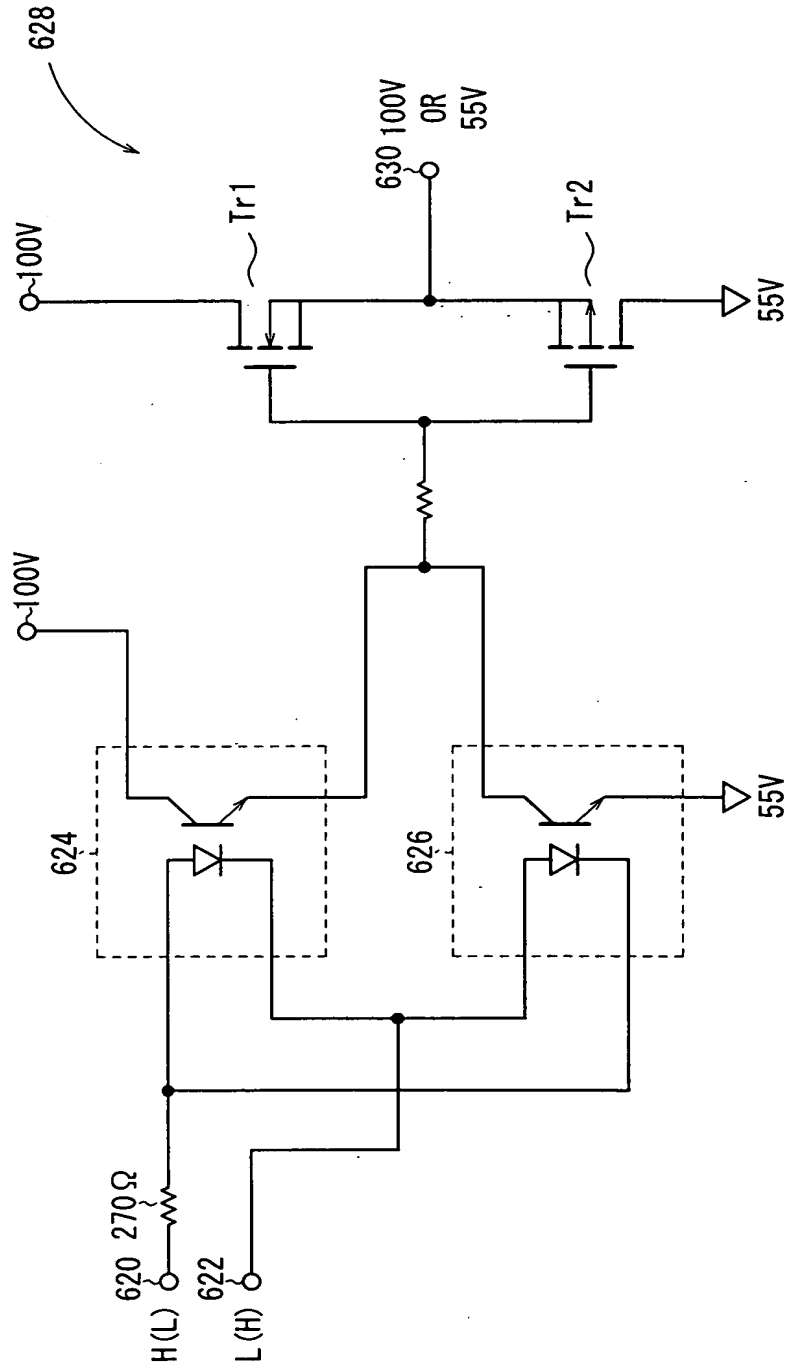 628
100V
100V
Tr1
630
100V
OR
55V
Tr2
55V
624
626
55V
620
270Ω
H(L)
622
L(H)